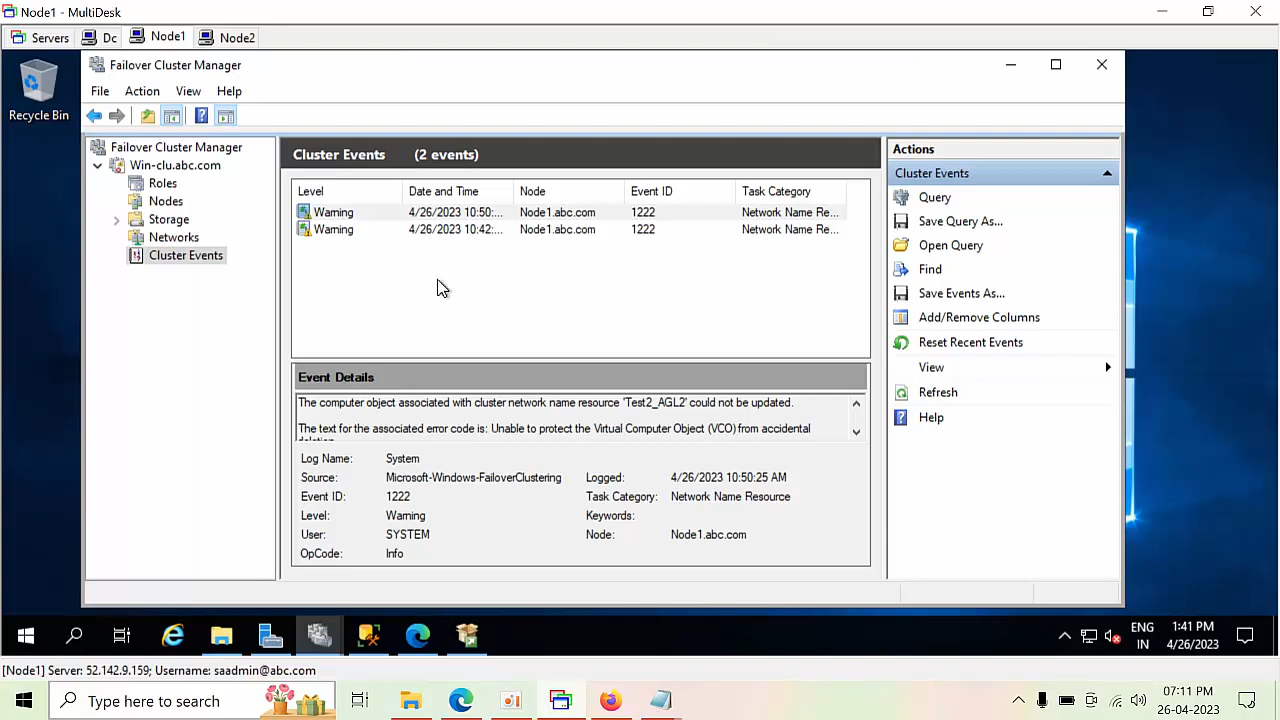 Node1 - MultiDesk
Servers Dc Node1 Node2
Recycle Bin
Failover Cluster Manager
File Action View Help
Failover Cluster Manager
Win-clu.abc.com
Roles
Nodes
Storage
Networks
Cluster Events
Cluster Events (2 events)
Level Date and Time Node Event ID Task Category
Warning 4/26/2023 10:50:... Node1.abc.com 1222 Network Name Re...
Warning 4/26/2023 10:42:... Node1.abc.com 1222 Network Name Re...
Event Details
The computer object associated with cluster network name resource 'Test2_AGL2' could not be updated.
The text for the associated error code is: Unable to protect the Virtual Computer Object (VCO) from accidental
deletion
Log Name: System
Source: Microsoft-Windows-FailoverClustering Logged: 4/26/2023 10:50:25 AM
Event ID: 1222 Task Category: Network Name Resource
Level: Warning Keywords:
User: SYSTEM Node: Node1.abc.com
OpCode: Info
Actions
Cluster Events
Query
Save Query As...
Open Query
Find
Save Events As...
Add/Remove Columns
Reset Recent Events
View
Refresh
Help
ENG
IN
1:41 PM
4/26/2023
[Node1] Server: 52.142.9.159; Username: saadmin@abc.com
Type here to search
07:11 PM
26-04-2023